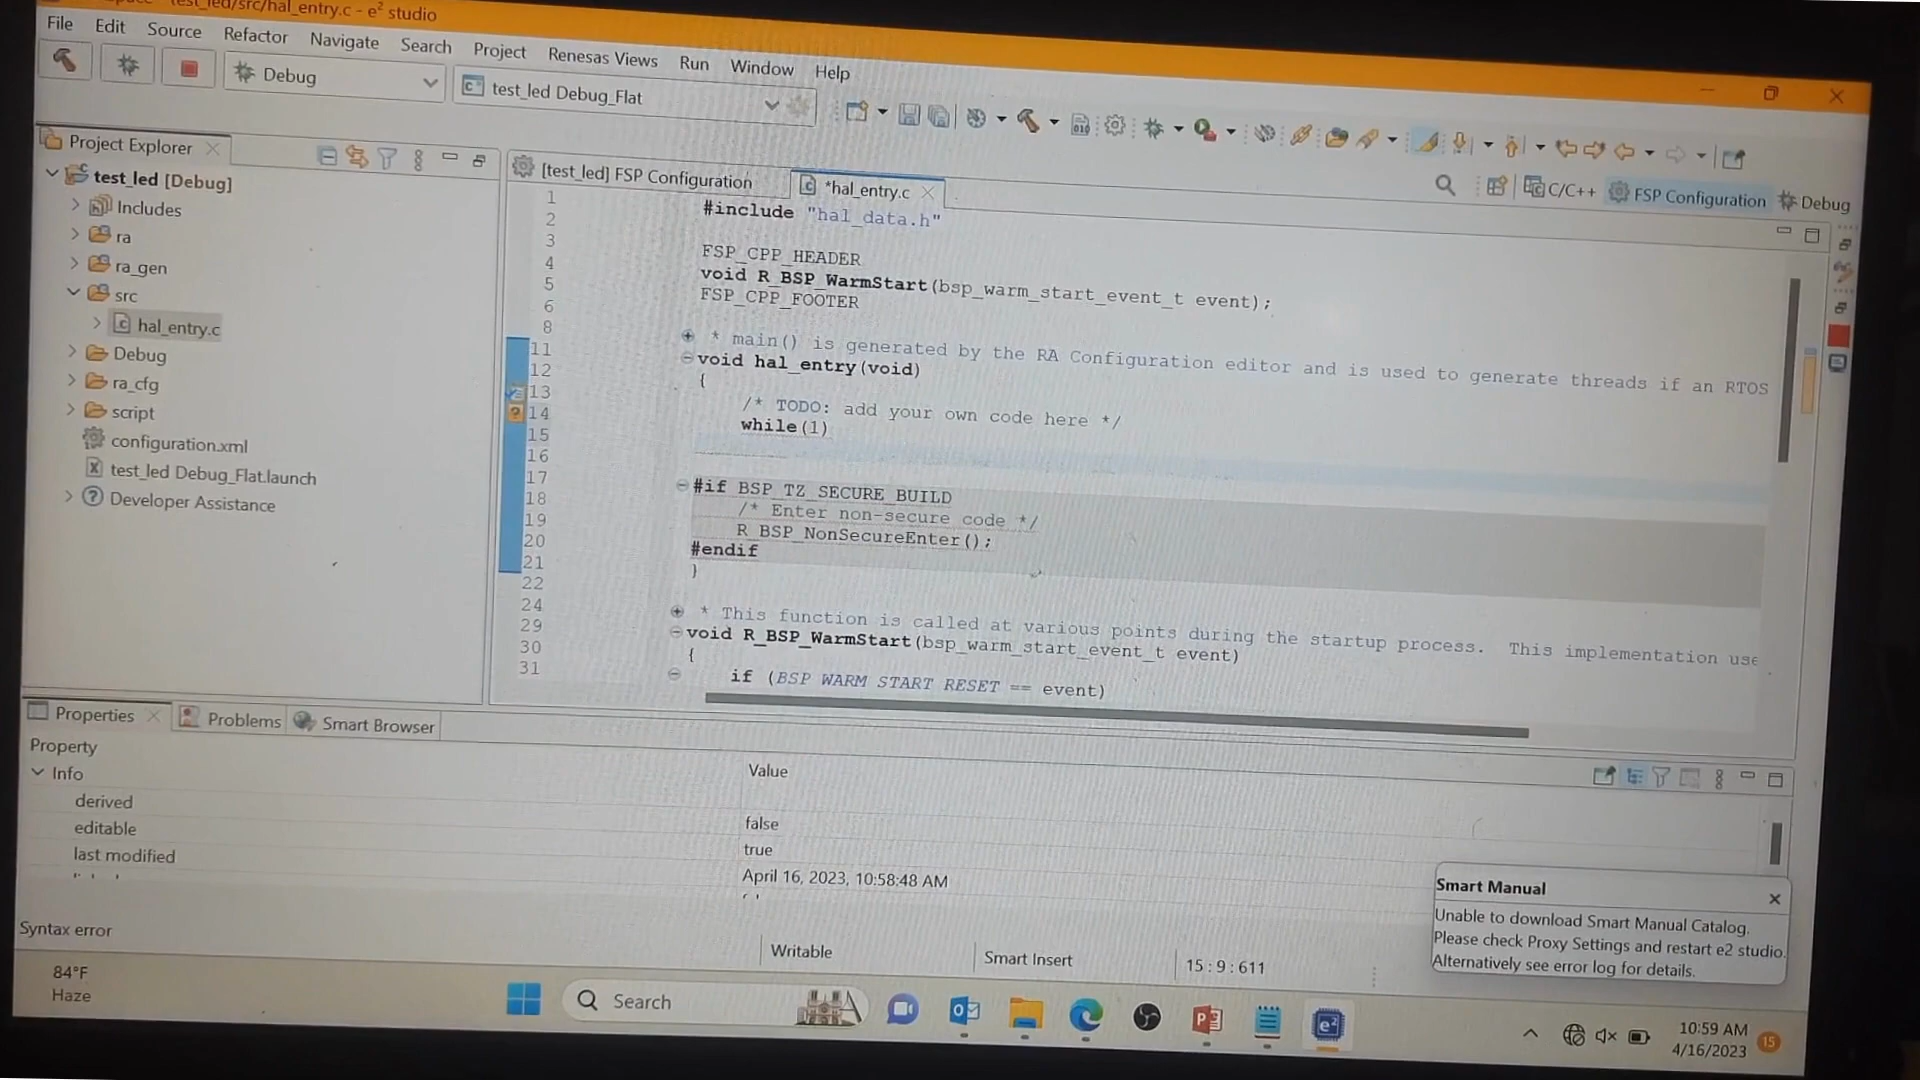 test_led/src/hal_entry.c - e² studio
File Edit Source Refactor Navigate Search Project Renesas Views Run Window Help
Debug
test_led Debug_Flat
Project Explorer
[test_led] FSP Configuration
*hal_entry.c
C/C++
FSP Configuration
Debug
test_led [Debug]
Includes
ra
ra_gen
src
hal_entry.c
Debug
ra_cfg
script
configuration.xml
test_led Debug_Flat.launch
Developer Assistance
1
2
3
4
5
6
8
11
12
13
14
15
16
17
18
19
20
21
22
24
29
30
31
#include "hal_data.h"
FSP_CPP_HEADER
void R_BSP_WarmStart(bsp_warm_start_event_t event);
FSP_CPP_FOOTER
* main() is generated by the RA Configuration editor and is used to generate threads if an RTOS
void hal_entry(void)
{
/* TODO: add your own code here */
while(1)
#if BSP_TZ_SECURE_BUILD
/* Enter non-secure code */
R_BSP_NonSecureEnter();
#endif
}
* This function is called at various points during the startup process. This implementation use
void R_BSP_WarmStart(bsp_warm_start_event_t event)
{
if (BSP_WARM_START_RESET == event)
Properties
Problems
Smart Browser
Property
Value
Info
derived
false
editable
true
last modified
April 16, 2023, 10:58:48 AM
Smart Manual
Unable to download Smart Manual Catalog.
Please check Proxy Settings and restart e2 studio.
Alternatively see error log for details.
Syntax error
Writable
Smart Insert
15 : 9 : 611
84°F
Haze
Search
10:59 AM
4/16/2023
15